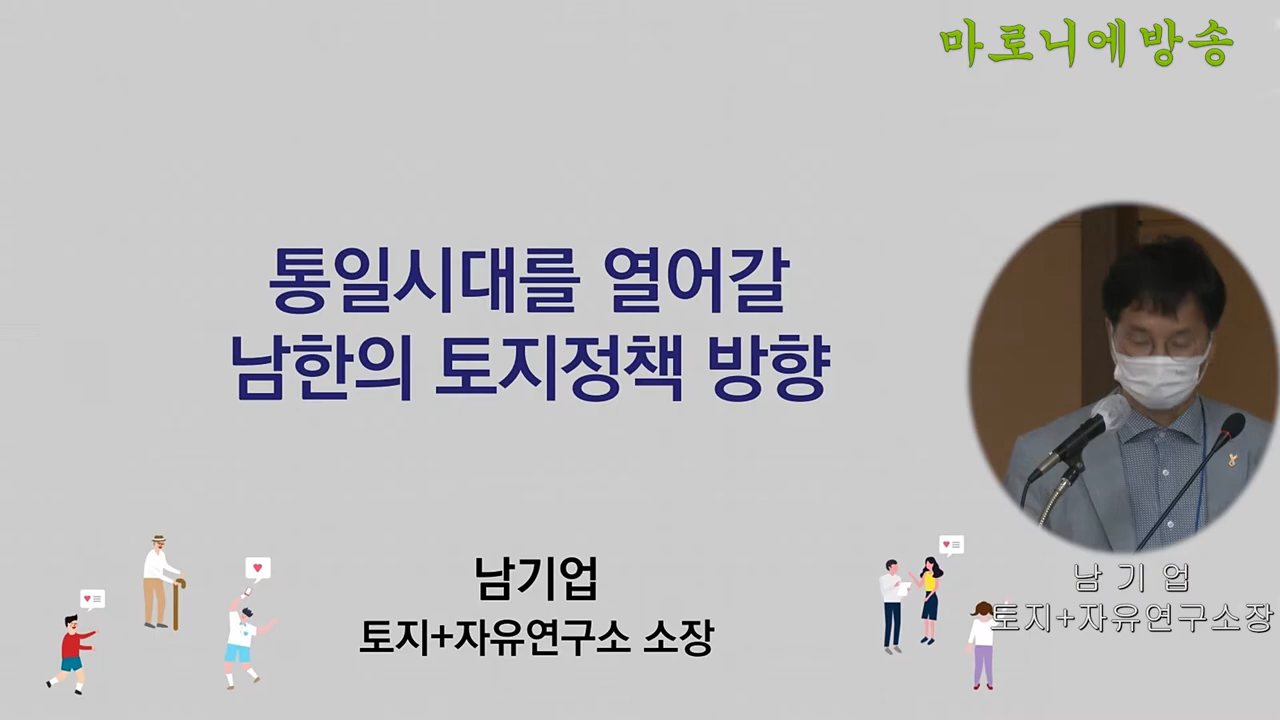 마로니에방송
통일시대를 열어갈
남한의 토지정책 방향
남기업
토지+자유연구소 소장
남 기 업
토지+자유연구소장